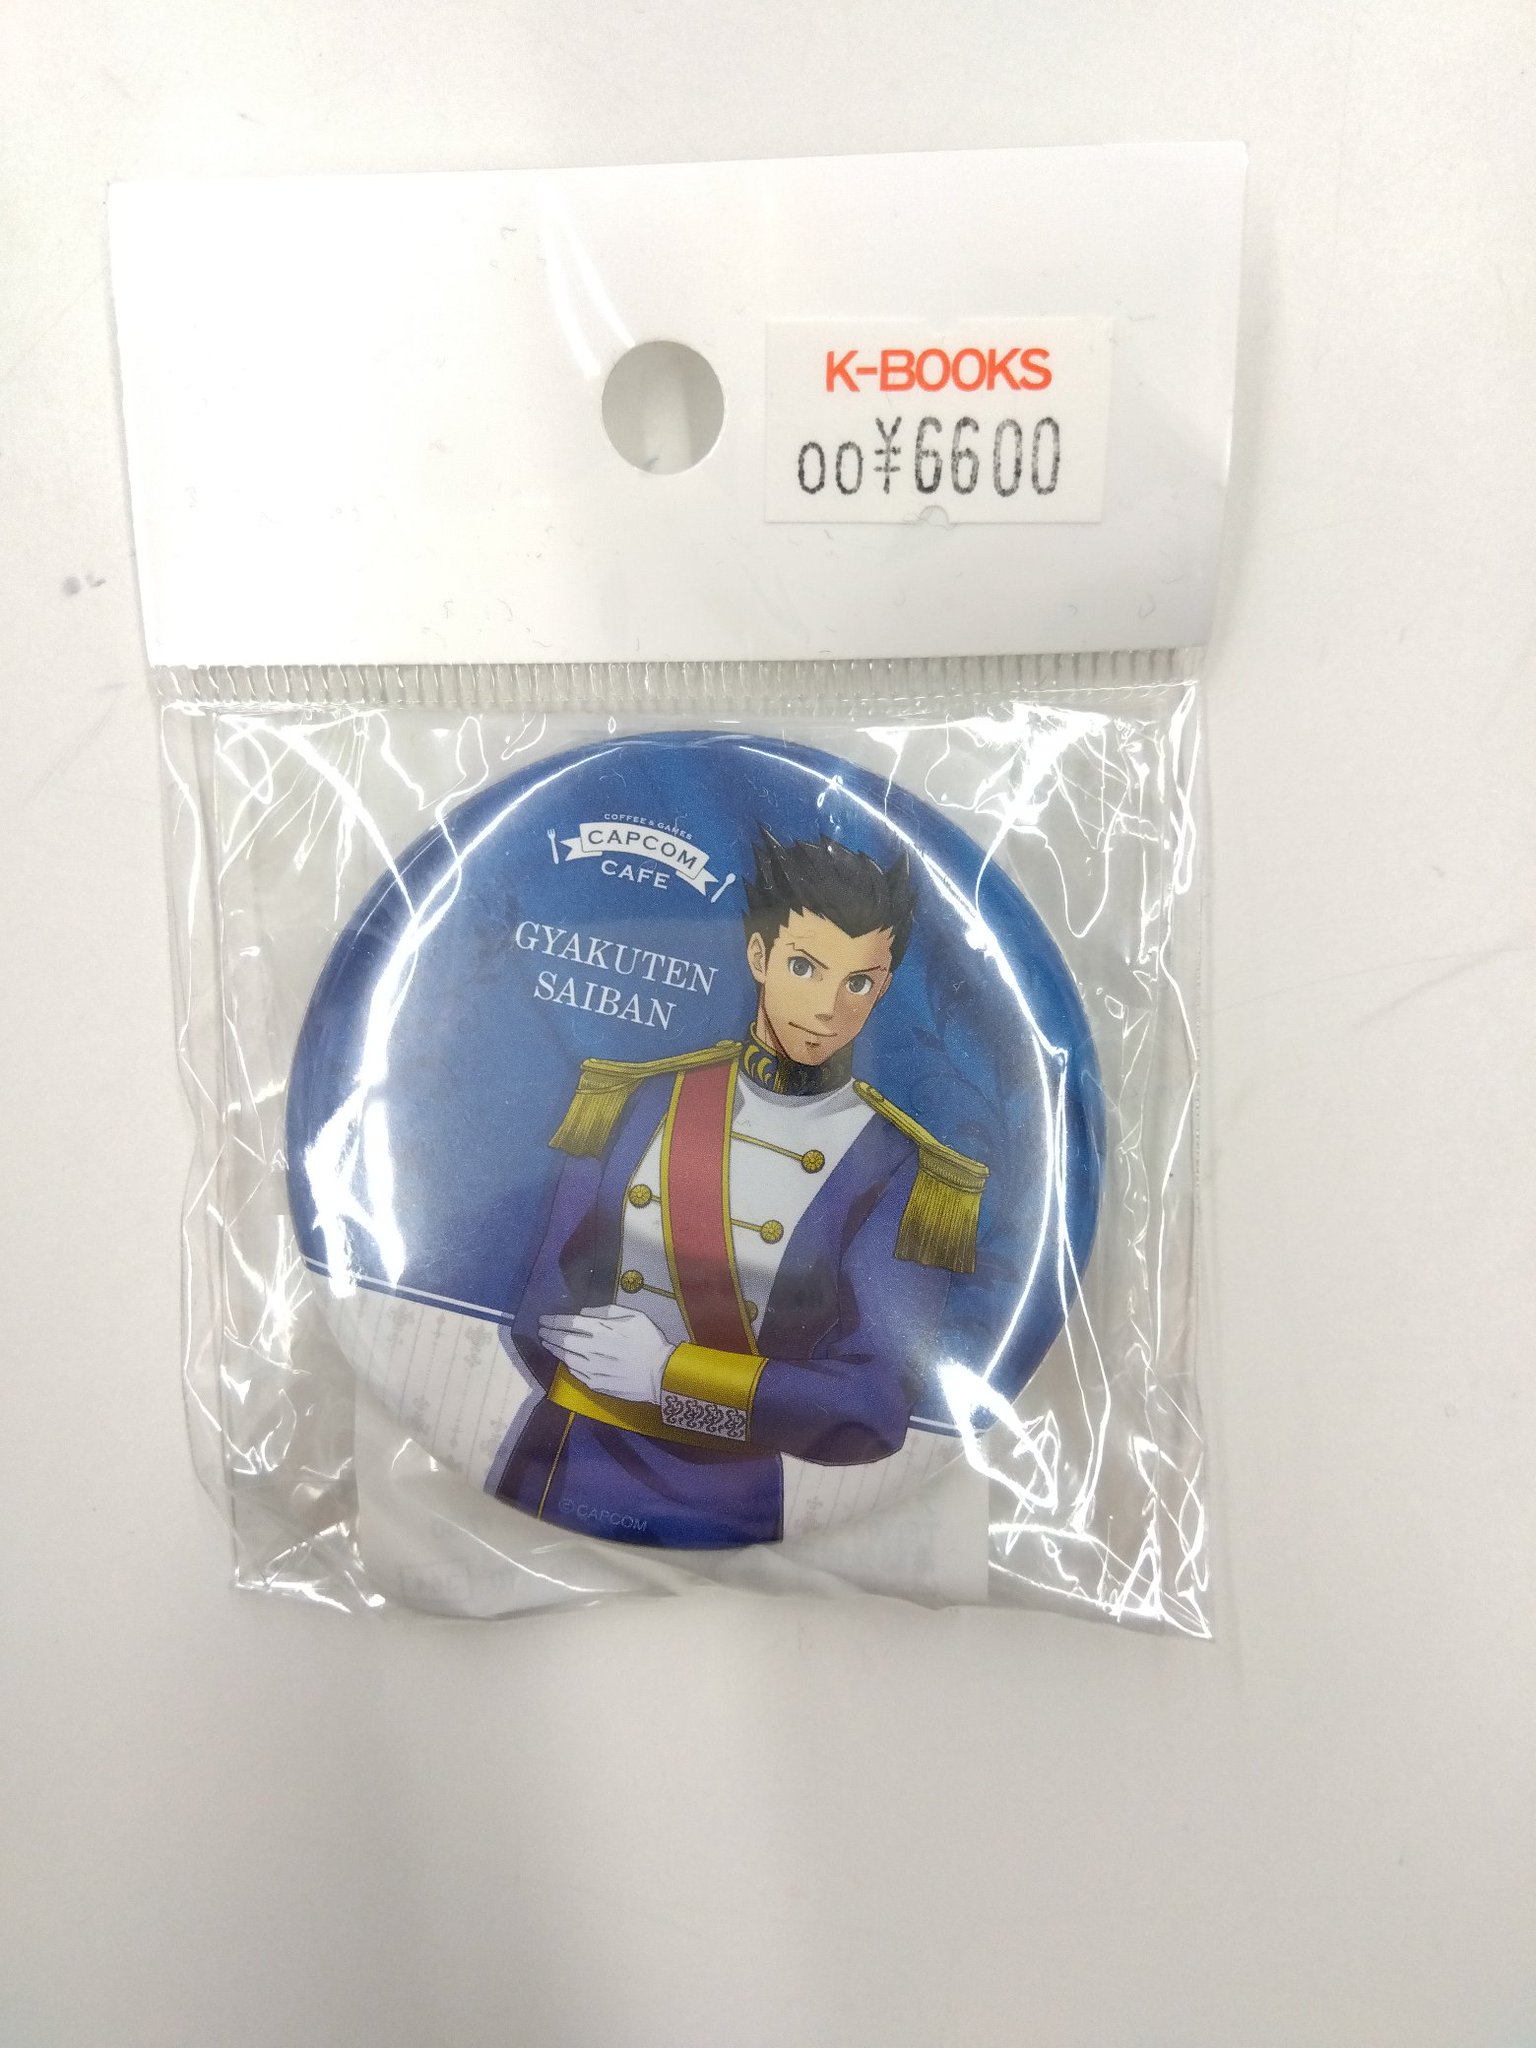 K-BOOKS
00¥6600
COFFEE & GAMES
CAPCOM
CAFE
GYAKUTEN
SAIBAN
©CAPCOM